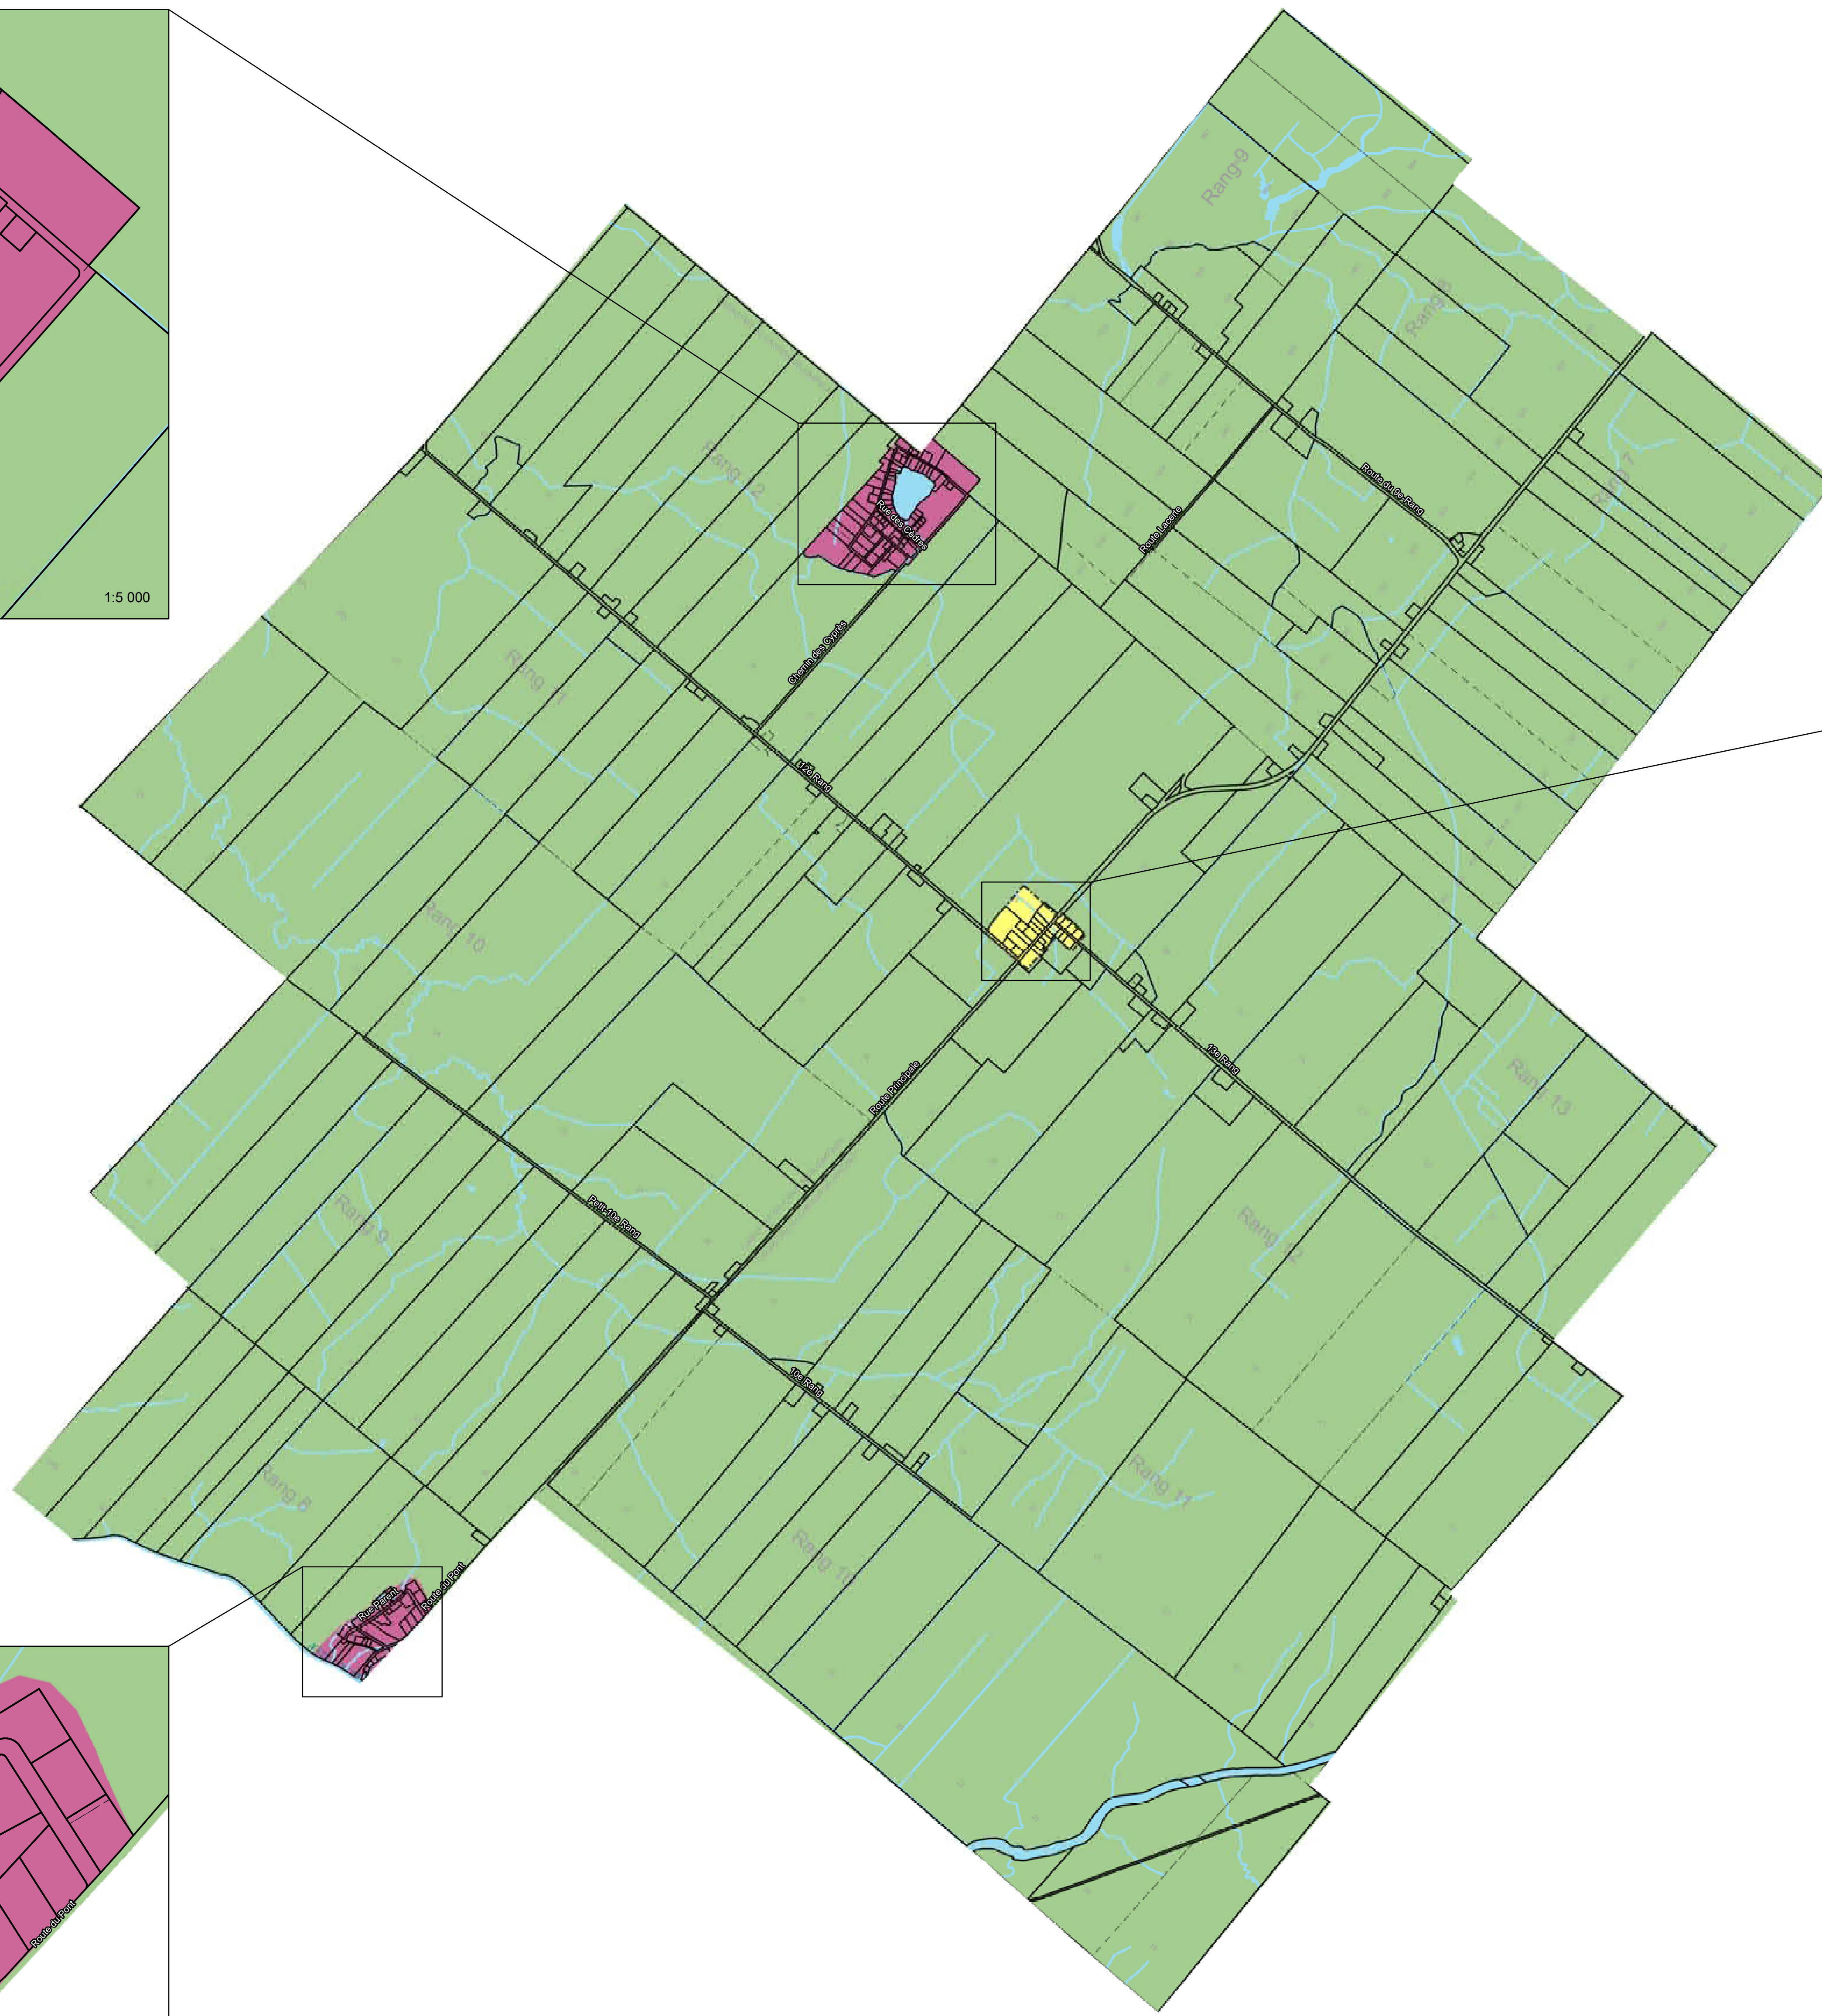 Rang 9
Rang 8
Rang 12
Route du 9e Rang
Rang 7
Rue des Cèdres
Route Lacerte
1:5 000
Chemin des Cyprès
Rang 11
12e Rang
Rang 10
Route Principale
13e Rang
Rang 13
Rang 9
Petit-10e Rang
Rang 12
10e Rang
Rang 8
Rang 11
Rang 10
Rue Parent
Route du Pont
Route du Pont